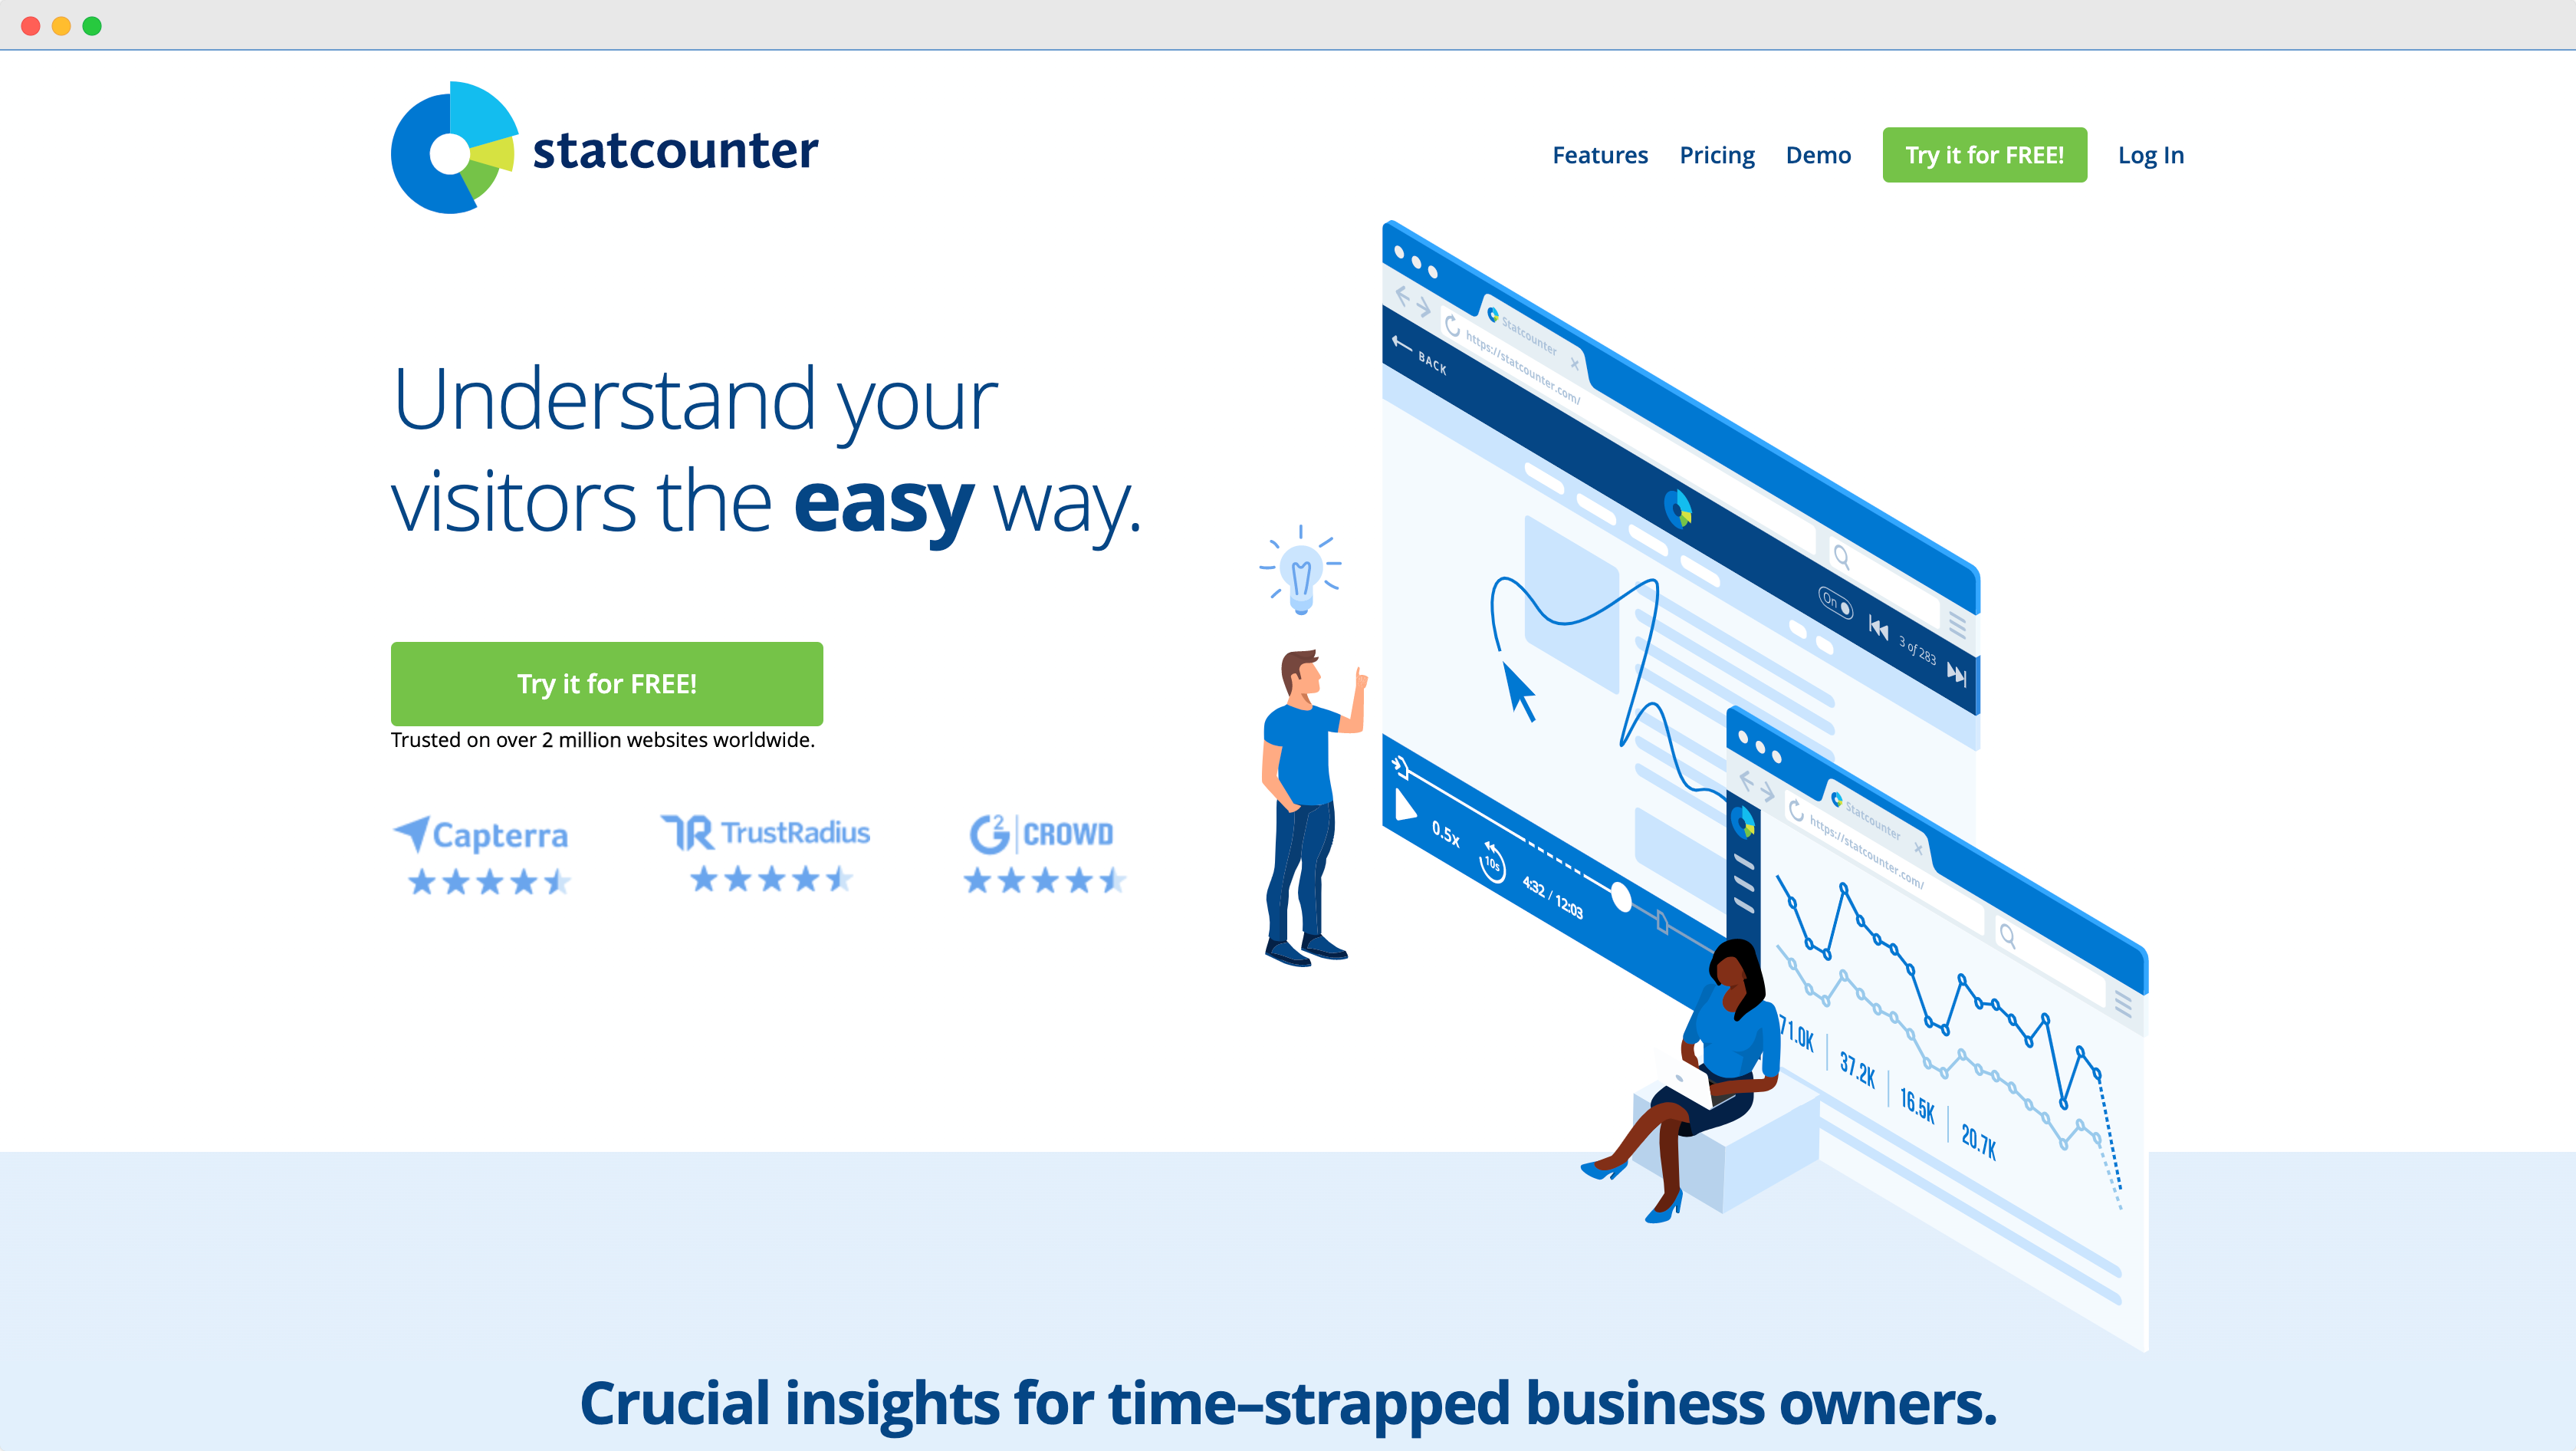 statcounter
Features Pricing Demo Try it for FREE! Log In
Understand your
visitors the easy way.
Try it for FREE!
Trusted on over 2 million websites worldwide.
Capterra
TR TrustRadius
G2 CROWD
Statcounter
https://statcounter.com/
BACK
On
3 of 283
0.5x
10s
4:32 / 12:03
Statcounter
https://statcounter.com/
71.0K
37.2K
16.5K
20.7K
Crucial insights for time–strapped business owners.